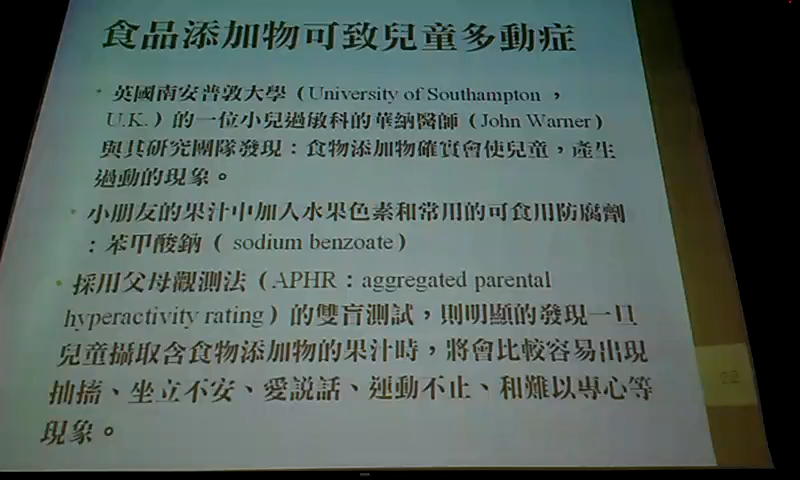 食品添加物可致兒童多動症
• 英國南安普敦大學（University of Southampton，
U.K.）的一位小兒過敏科的華納醫師（John Warner）
與其研究團隊發現：食物添加物確實會使兒童，產生
過動的現象。
• 小朋友的果汁中加入水果色素和常用的可食用防腐劑
：苯甲酸鈉（ sodium benzoate）
• 採用父母觀測法（APHR：aggregated parental
hyperactivity rating）的雙盲測試，則明顯的發現一旦
兒童攝取含食物添加物的果汁時，將會比較容易出現
抽搐、坐立不安、愛說話、運動不止、和難以專心等
現象。